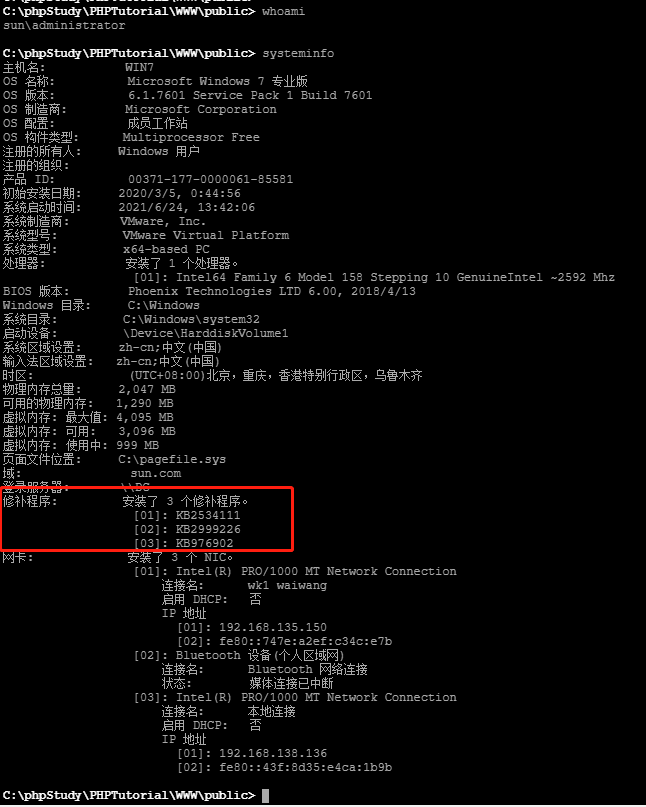 C:\phpStudy\PHPTutorial\WWW\public> whoami
sun\administrator
C:\phpStudy\PHPTutorial\WWW\public> systeminfo
主机名: WIN7
OS 名称: Microsoft Windows 7 专业版
OS 版本: 6.1.7601 Service Pack 1 Build 7601
OS 制造商: Microsoft Corporation
OS 配置: 成员工作站
OS 构件类型: Multiprocessor Free
注册的所有人: Windows 用户
注册的组织:
产品 ID: 00371-177-0000061-85581
初始安装日期: 2020/3/5, 0:44:56
系统启动时间: 2021/6/24, 13:42:06
系统制造商: VMware, Inc.
系统型号: VMware Virtual Platform
系统类型: x64-based PC
处理器: 安装了 1 个处理器。
[01]: Intel64 Family 6 Model 158 Stepping 10 GenuineIntel ~2592 Mhz
BIOS 版本: Phoenix Technologies LTD 6.00, 2018/4/13
Windows 目录: C:\Windows
系统目录: C:\Windows\system32
启动设备: \Device\HarddiskVolume1
系统区域设置: zh-cn;中文(中国)
输入法区域设置: zh-cn;中文(中国)
时区: (UTC+08:00)北京，重庆，香港特别行政区，乌鲁木齐
物理内存总量: 2,047 MB
可用的物理内存: 1,290 MB
虚拟内存: 最大值: 4,095 MB
虚拟内存: 可用: 3,096 MB
虚拟内存: 使用中: 999 MB
页面文件位置: C:\pagefile.sys
域: sun.com
登录服务器: \\DC
修补程序: 安装了 3 个修补程序。
[01]: KB2534111
[02]: KB2999226
[03]: KB976902
网卡: 安装了 3 个 NIC。
[01]: Intel(R) PRO/1000 MT Network Connection
连接名: wk1 waiwang
启用 DHCP: 否
IP 地址
[01]: 192.168.135.150
[02]: fe80::747e:a2ef:c34c:e7b
[02]: Bluetooth 设备(个人区域网)
连接名: Bluetooth 网络连接
状态: 媒体连接已中断
[03]: Intel(R) PRO/1000 MT Network Connection
连接名: 本地连接
启用 DHCP: 否
IP 地址
[01]: 192.168.138.136
[02]: fe80::43f:8d35:e4ca:1b9b
C:\phpStudy\PHPTutorial\WWW\public>